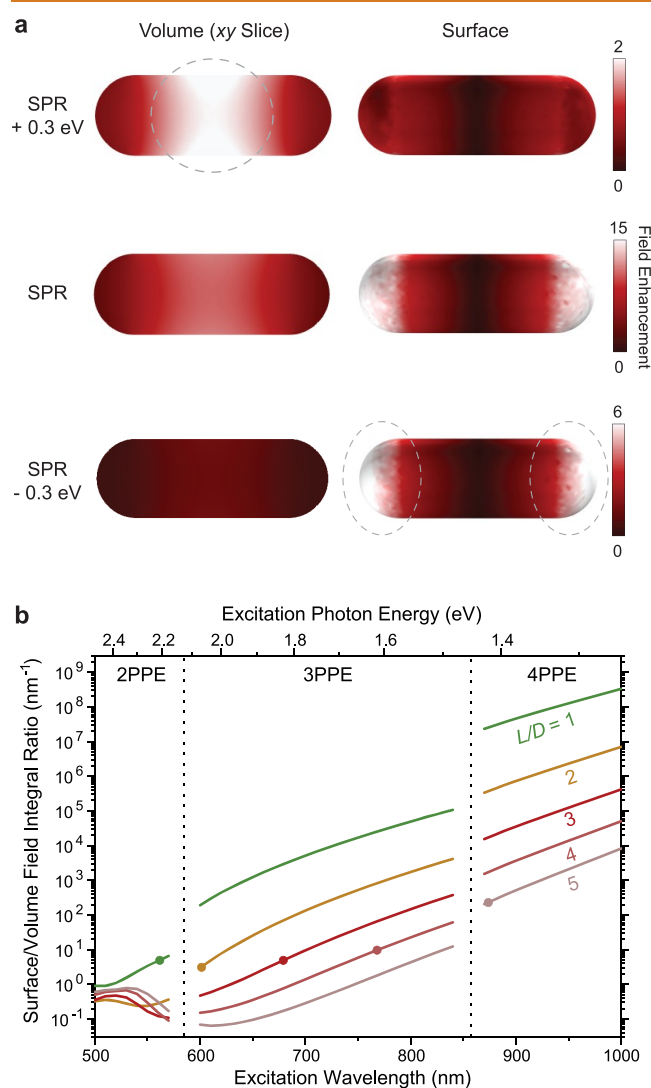 a
Volume (xy Slice)
Surface
SPR
+ 0.3 eV
2
0
SPR
15
0
Field Enhancement
SPR
- 0.3 eV
6
0
b
Excitation Photon Energy (eV)
2.4 2.2 2.0 1.8 1.6 1.4
2PPE 3PPE 4PPE
Surface/Volume Field Integral Ratio (nm⁻¹)
10⁹
10⁸
10⁷
10⁶
10⁵
10⁴
10³
10²
10¹
10⁰
10⁻¹
L/D = 1
2
3
4
5
500 600 700 800 900 1000
Excitation Wavelength (nm)